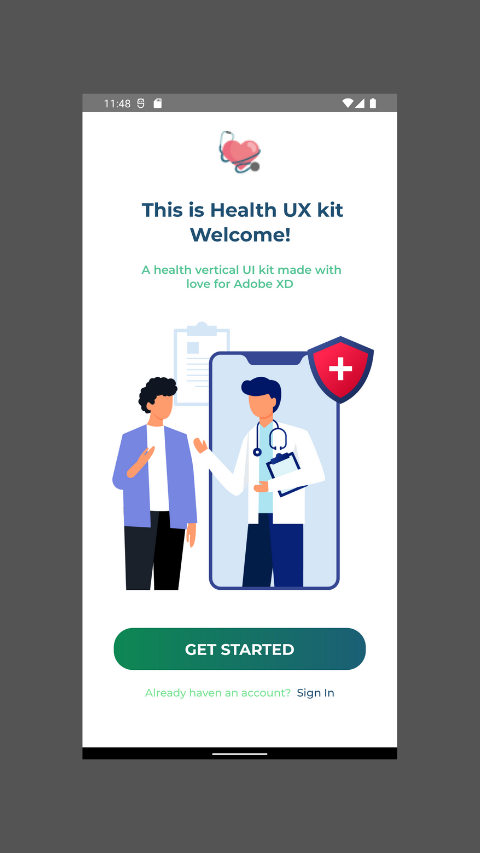 11:48
This is Health UX kit
Welcome!
A health vertical UI kit made with
love for Adobe XD
GET STARTED
Already haven an account? Sign In